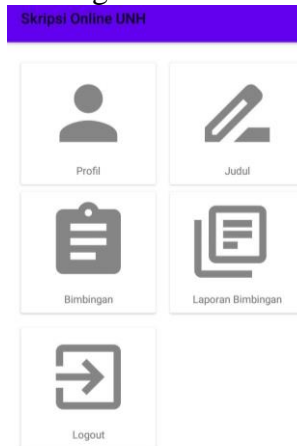 Skripsi Online UNH
Profil
Judul
Bimbingan
Laporan Bimbingan
Logout